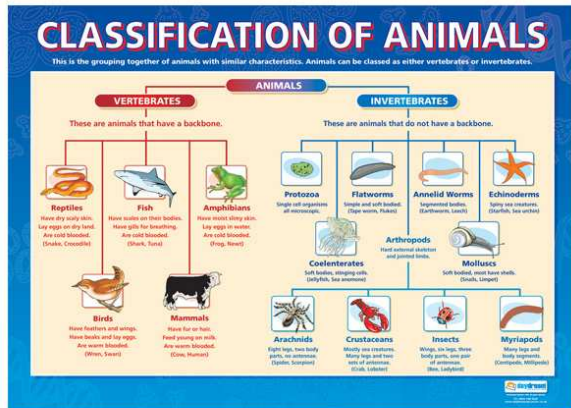 CLASSIFICATION OF ANIMALS
This is the grouping together of animals with similar characteristics. Animals can be classed as either vertebrates or invertebrates.
ANIMALS
VERTEBRATES
These are animals that have a backbone.
Reptiles
Have dry scaly skin.
Lay eggs on dry land.
Are cold blooded.
(Snake, Crocodile)
Fish
Have scales on their bodies.
Have gills for breathing.
Are cold blooded.
(Shark, Tuna)
Amphibians
Have moist slimy skin.
Lay eggs in water.
Are cold blooded.
(Frog, Newt)
Birds
Have feathers and wings.
Have beaks and lay eggs.
Are warm blooded.
(Wren, Swan)
Mammals
Have fur or hair.
Feed young on milk.
Are warm blooded.
(Cow, Human)
INVERTEBRATES
These are animals that do not have a backbone.
Protozoa
Single cell organisms
all microscopic.
Flatworms
Simple and soft bodied.
(Tape worm, Flukes)
Annelid Worms
Segmented bodies.
(Earthworm, Leech)
Echinoderms
Spiny sea creatures.
(Starfish, Sea urchin)
Coelenterates
Soft bodies, stinging cells.
(Jellyfish, Sea anemone)
Arthropods
Hard external skeleton
and jointed limbs.
Molluscs
Soft bodied, most have shells.
(Snails, Limpet)
Arachnids
Eight legs, two body
parts, no antennae.
(Spider, Scorpion)
Crustaceans
Mostly sea creatures.
Many legs and two
sets of antennae.
(Crab, Lobster)
Insects
Wings, six legs, three
body parts, one pair
of antennae.
(Bee, Ladybird)
Myriapods
Many legs and
body segments.
(Centipede, Millipede)
daydream